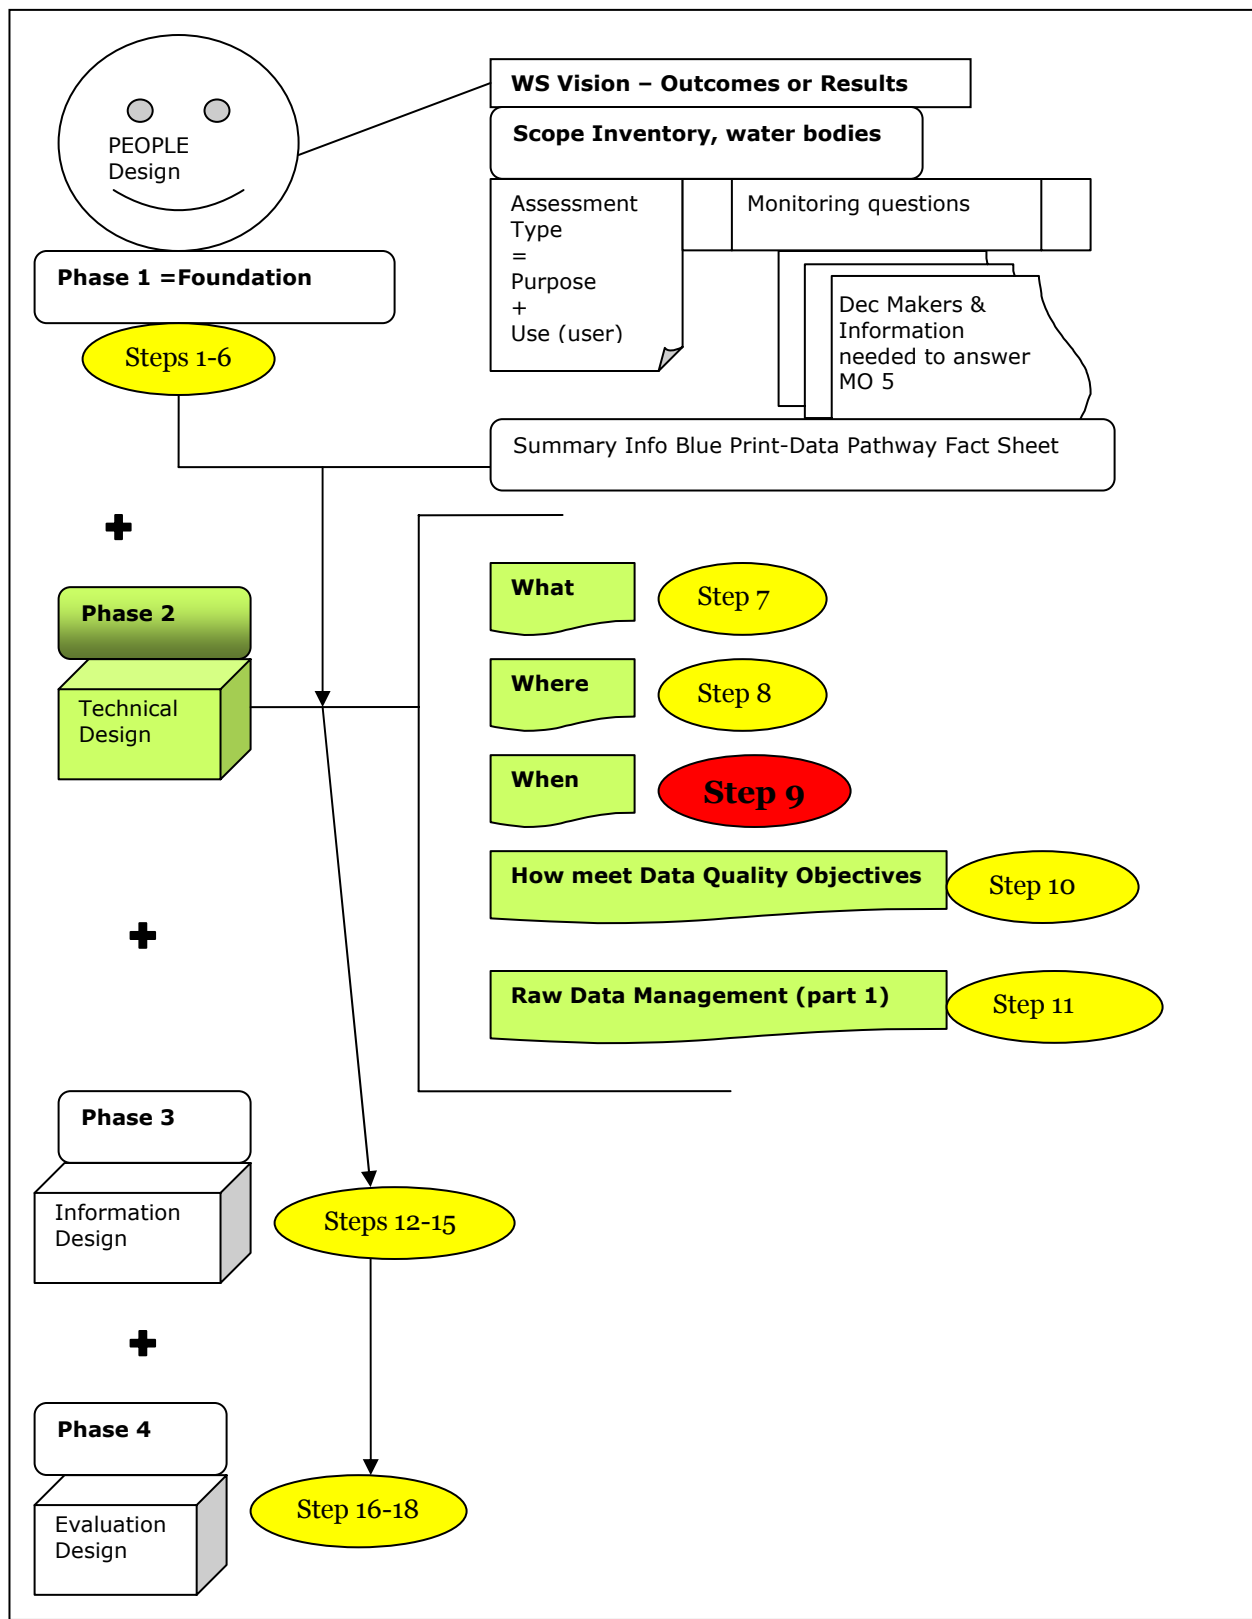 PEOPLE
Design
WS Vision – Outcomes or Results
Scope Inventory, water bodies
Assessment
Type
=
Purpose
+
Use (user)
Monitoring questions
Dec Makers &
Information
needed to answer
MO 5
Phase 1 =Foundation
Steps 1-6
Summary Info Blue Print-Data Pathway Fact Sheet
Phase 2
Technical
Design
What
Step 7
Where
Step 8
When
Step 9
How meet Data Quality Objectives
Step 10
Raw Data Management (part 1)
Step 11
Phase 3
Information
Design
Steps 12-15
Phase 4
Evaluation
Design
Step 16-18